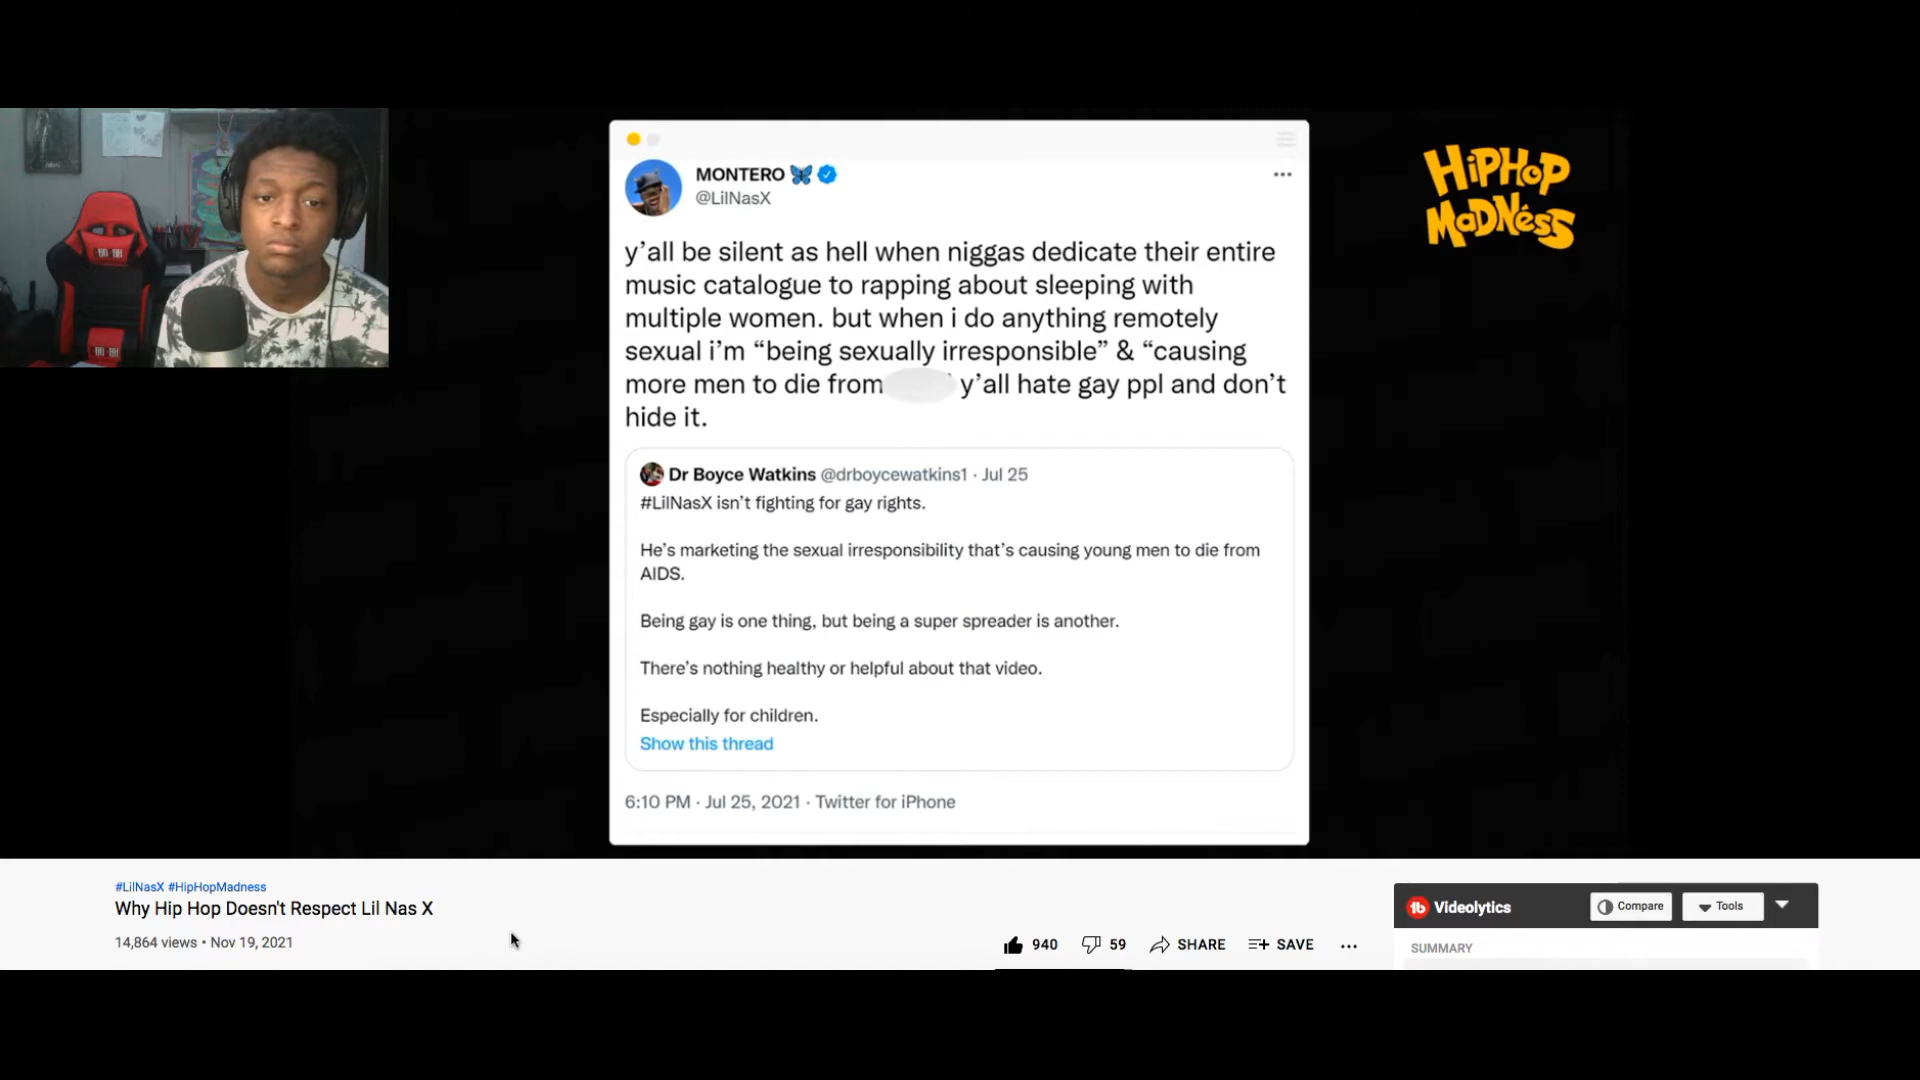 HiPHop
MaDNéss
MONTERO
@LilNasX
y’all be silent as hell when niggas dedicate their entire
music catalogue to rapping about sleeping with
multiple women. but when i do anything remotely
sexual i’m “being sexually irresponsible” & “causing
more men to die from y’all hate gay ppl and don’t
hide it.
Dr Boyce Watkins @drboycewatkins1 · Jul 25
#LilNasX isn’t fighting for gay rights.
He’s marketing the sexual irresponsibility that’s causing young men to die from
AIDS.
Being gay is one thing, but being a super spreader is another.
There’s nothing healthy or helpful about that video.
Especially for children.
Show this thread
6:10 PM · Jul 25, 2021 · Twitter for iPhone
#LilNasX #HipHopMadness
Why Hip Hop Doesn't Respect Lil Nas X
14,864 views • Nov 19, 2021
940
59
SHARE
SAVE
tb Videolytics
Compare
Tools
SUMMARY